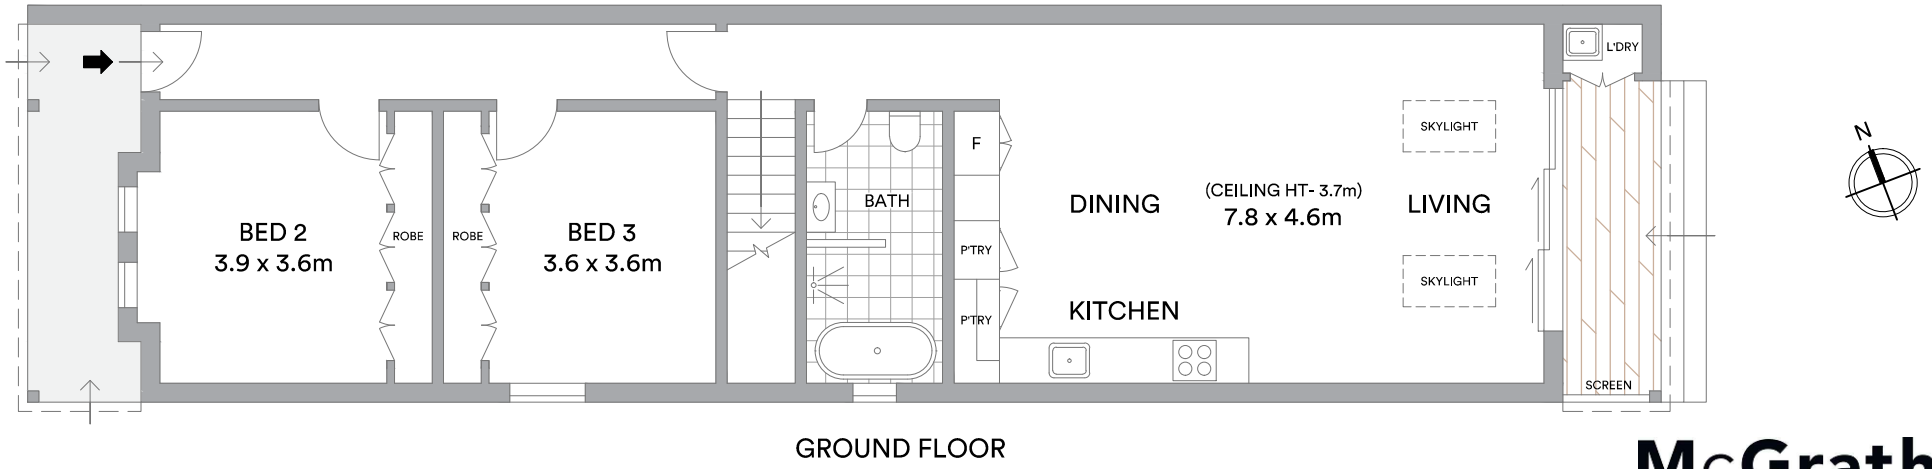 L'DRY
SKYLIGHT
F
BATH
DINING
(CEILING HT- 3.7m)
7.8 x 4.6m
LIVING
BED 2
3.9 x 3.6m
ROBE
ROBE
BED 3
3.6 x 3.6m
P'TRY
SKYLIGHT
KITCHEN
P'TRY
SCREEN
N
GROUND FLOOR
McGrath